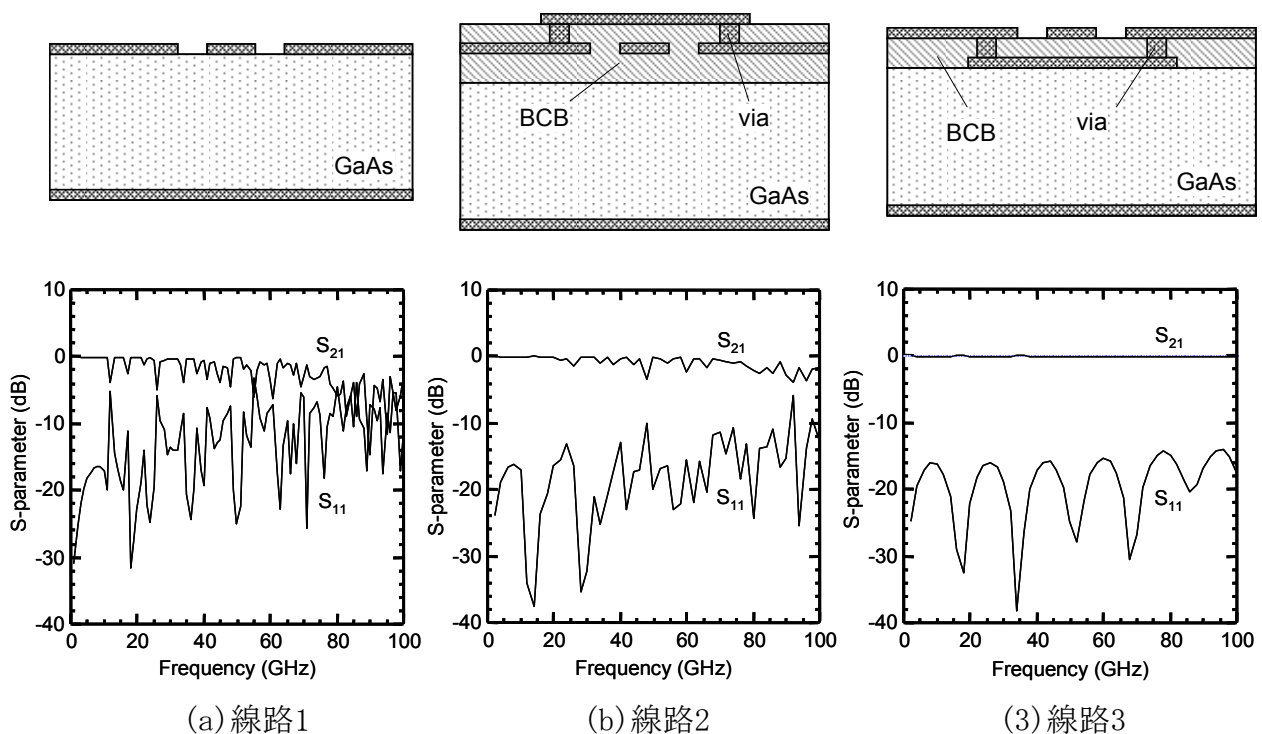 GaAs
BCB
via
GaAs
BCB
via
GaAs
S-parameter (dB)
10
0
-10
-20
-30
-40
S21
S11
0 20 40 60 80 100
Frequency (GHz)
S-parameter (dB)
10
0
-10
-20
-30
-40
S21
S11
0 20 40 60 80 100
Frequency (GHz)
S-parameter (dB)
10
0
-10
-20
-30
-40
S21
S11
0 20 40 60 80 100
Frequency (GHz)
(a)線路1
(b)線路2
(3)線路3